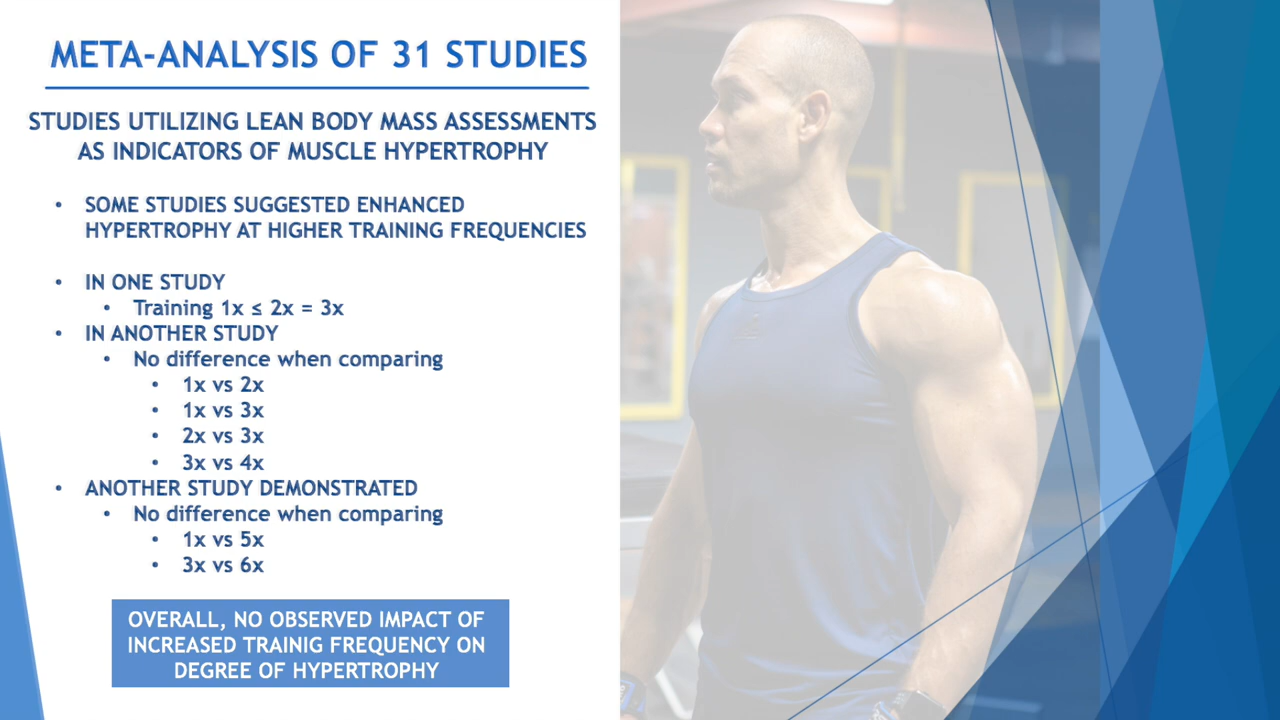 META-ANALYSIS OF 31 STUDIES
STUDIES UTILIZING LEAN BODY MASS ASSESSMENTS
AS INDICATORS OF MUSCLE HYPERTROPHY
• SOME STUDIES SUGGESTED ENHANCED
HYPERTROPHY AT HIGHER TRAINING FREQUENCIES
• IN ONE STUDY
• Training 1x ≤ 2x = 3x
• IN ANOTHER STUDY
• No difference when comparing
• 1x vs 2x
• 1x vs 3x
• 2x vs 3x
• 3x vs 4x
• ANOTHER STUDY DEMONSTRATED
• No difference when comparing
• 1x vs 5x
• 3x vs 6x
OVERALL, NO OBSERVED IMPACT OF
INCREASED TRAINIG FREQUENCY ON
DEGREE OF HYPERTROPHY